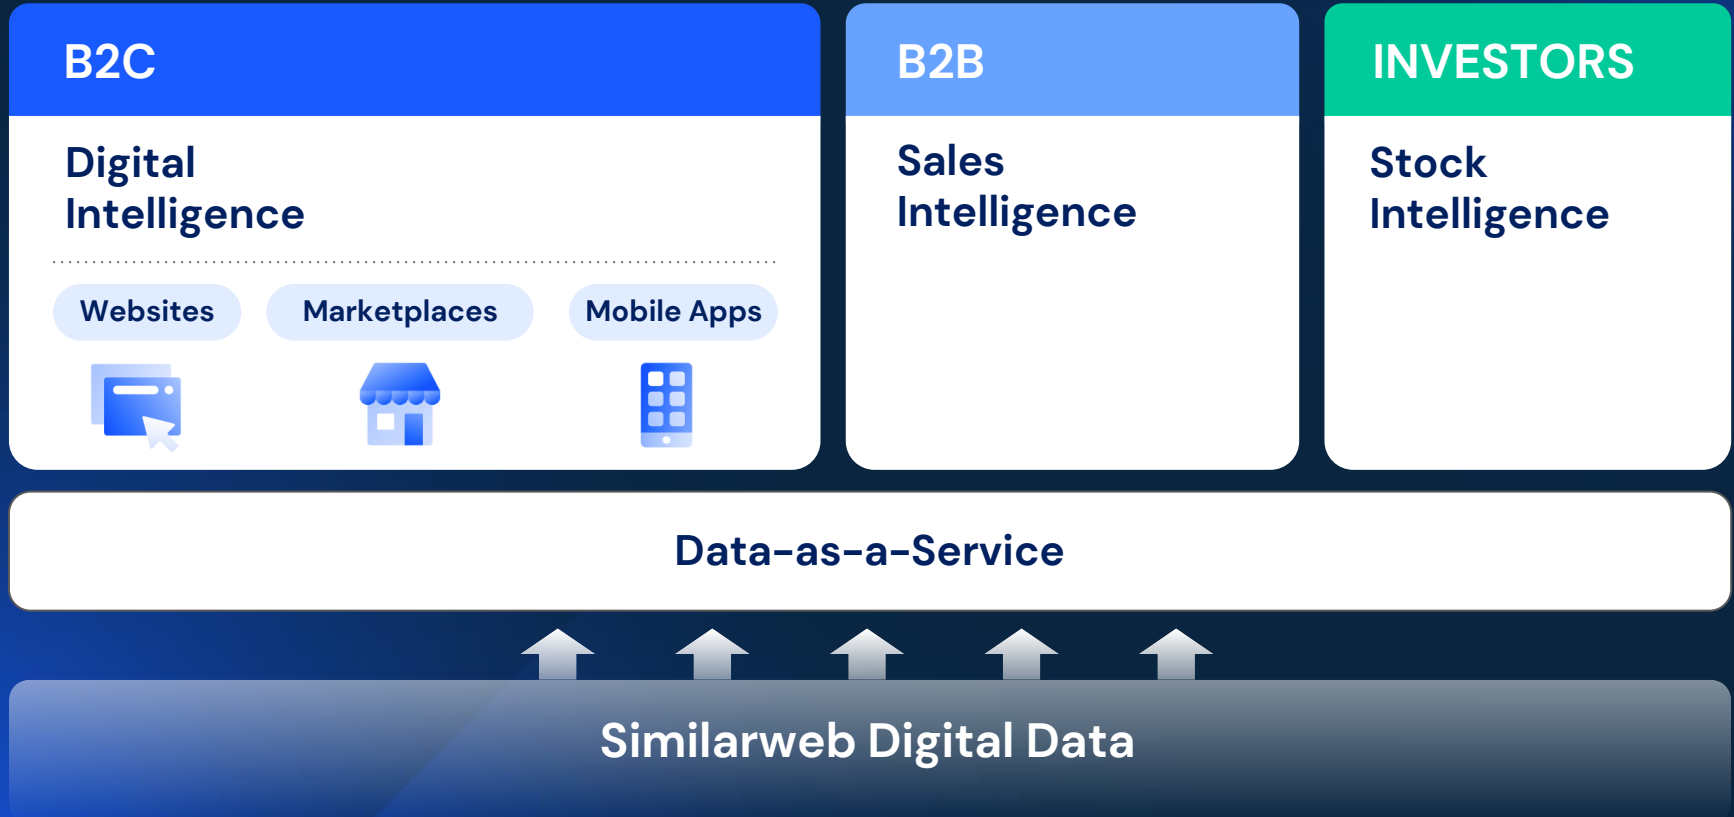 B2C
Digital
Intelligence
Websites
Marketplaces
Mobile Apps
B2B
Sales
Intelligence
INVESTORS
Stock
Intelligence
Data-as-a-Service
Similarweb Digital Data